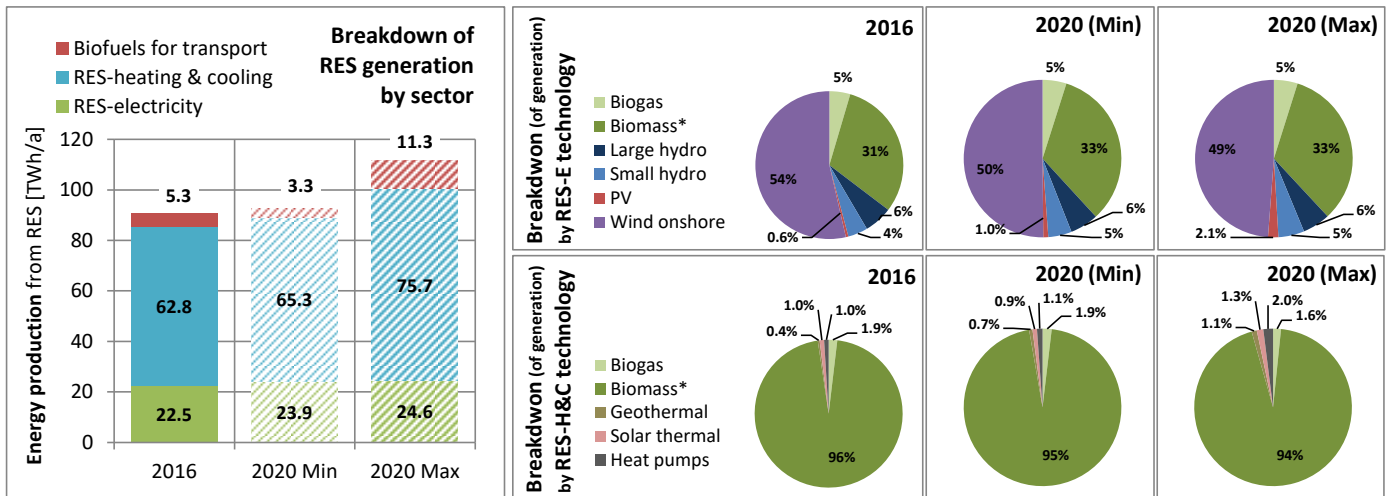 Breakdown of
RES generation
by sector
Biofuels for transport
RES-heating & cooling
RES-electricity
Energy production from RES [TWh/a]
120
100
80
60
40
20
0
5.3
62.8
22.5
3.3
65.3
23.9
11.3
75.7
24.6
2016
2020 Min
2020 Max
Breakdwon (of generation)
by RES-E technology
Biogas
Biomass*
Large hydro
Small hydro
PV
Wind onshore
2016
5%
31%
6%
4%
0.6%
54%
2020 (Min)
5%
33%
6%
5%
1.0%
50%
2020 (Max)
5%
33%
6%
5%
2.1%
49%
Breakdwon (of generation)
by RES-H&C technology
Biogas
Biomass*
Geothermal
Solar thermal
Heat pumps
2016
1.0%
1.0%
0.4%
1.9%
96%
2020 (Min)
0.9%
1.1%
0.7%
1.9%
95%
2020 (Max)
1.3%
2.0%
1.1%
1.6%
94%